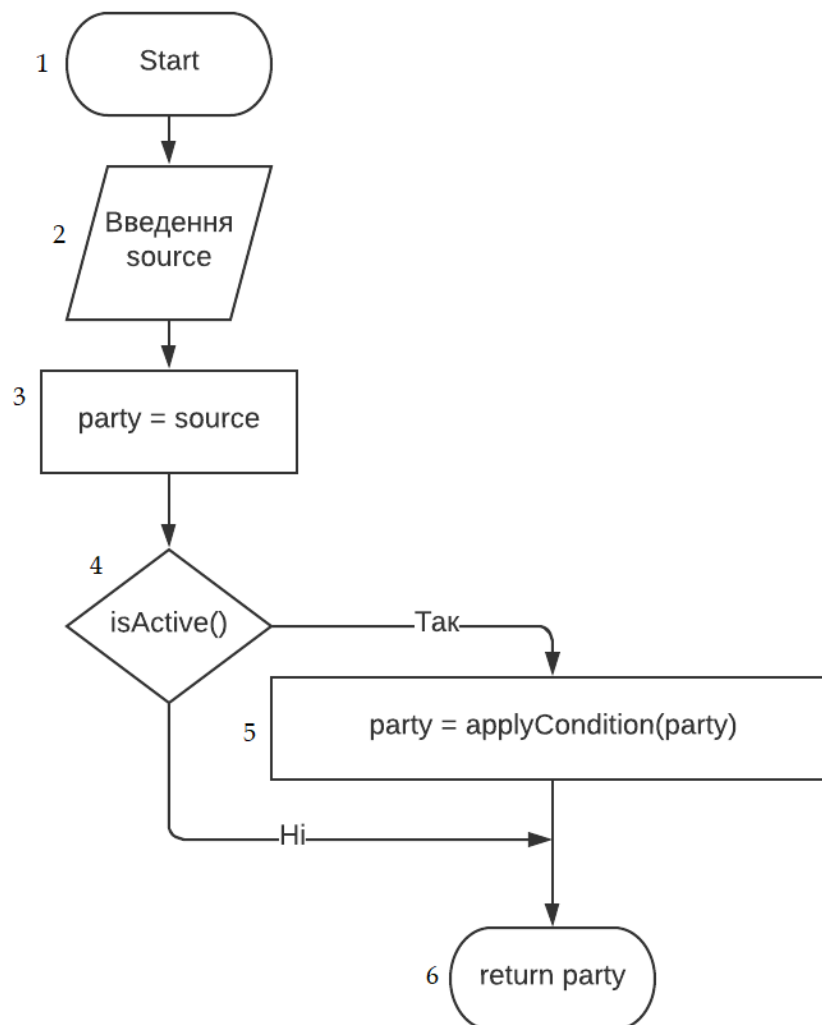 1
Start
2
Введення
source
3
party = source
4
isActive()
Так
5
party = applyCondition(party)
Ні
6
return party